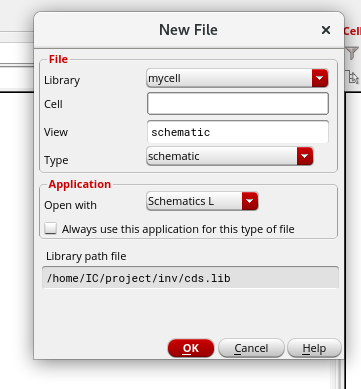 New File
Cell
File
Library mycell
Cell
View schematic
Type schematic
Application
Open with Schematics L
Always use this application for this type of file
Library path file
/home/IC/project/inv/cds.lib
OK Cancel Help